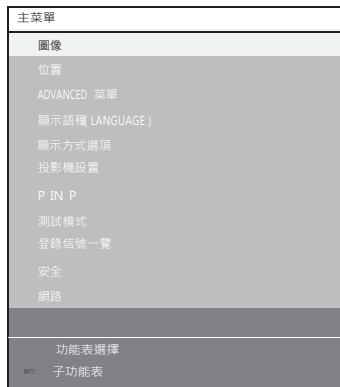 主菜單
圖像
位置
ADVANCED 菜單
顯示語種(LANGUAGE)
顯示方式選項
投影機設置
P IN P
測試模式
登錄信號一覽
安全
網路
功能表選擇
子功能表